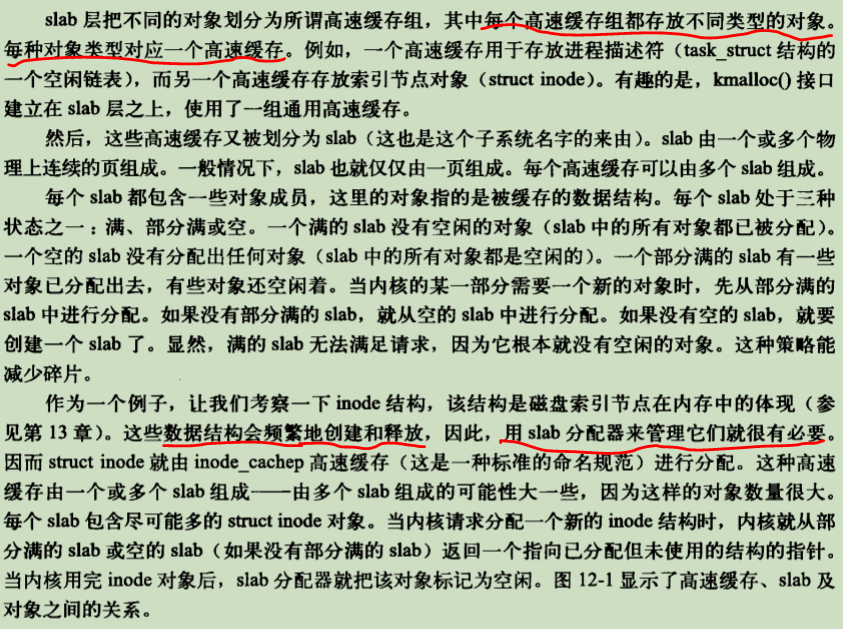 slab 层把不同的对象划分为所谓高速缓存组，其中每个高速缓存组都存放不同类型的对象。
每种对象类型对应一个高速缓存。例如，一个高速缓存用于存放进程描述符（task_struct 结构的
一个空闲链表），而另一个高速缓存存放索引节点对象（struct inode）。有趣的是，kmalloc() 接口
建立在 slab 层之上，使用了一组通用高速缓存。
然后，这些高速缓存又被划分为 slab（这也是这个子系统名字的来由）。slab 由一个或多个物
理上连续的页组成。一般情况下，slab 也就仅仅由一页组成。每个高速缓存可以由多个 slab 组成。
每个 slab 都包含一些对象成员，这里的对象指的是被缓存的数据结构。每个 slab 处于三种
状态之一：满、部分满或空。一个满的 slab 没有空闲的对象（slab 中的所有对象都已被分配）。
一个空的 slab 没有分配出任何对象（slab 中的所有对象都是空闲的）。一个部分满的 slab 有一些
对象已分配出去，有些对象还空闲着。当内核的某一部分需要一个新的对象时，先从部分满的
slab 中进行分配。如果没有部分满的 slab，就从空的 slab 中进行分配。如果没有空的 slab，就要
创建一个 slab 了。显然，满的 slab 无法满足请求，因为它根本就没有空闲的对象。这种策略能
减少碎片。
作为一个例子，让我们考察一下 inode 结构，该结构是磁盘索引节点在内存中的体现（参
见第 13 章）。这些数据结构会频繁地创建和释放，因此，用 slab 分配器来管理它们就很有必要。
因而 struct inode 就由 inode_cachep 高速缓存（这是一种标准的命名规范）进行分配。这种高速
缓存由一个或多个 slab 组成——由多个 slab 组成的可能性大一些，因为这样的对象数量很大。
每个 slab 包含尽可能多的 struct inode 对象。当内核请求分配一个新的 inode 结构时，内核就从部
分满的 slab 或空的 slab（如果没有部分满的 slab）返回一个指向已分配但未使用的结构的指针。
当内核用完 inode 对象后，slab 分配器就把该对象标记为空闲。图 12-1 显示了高速缓存、slab 及
对象之间的关系。